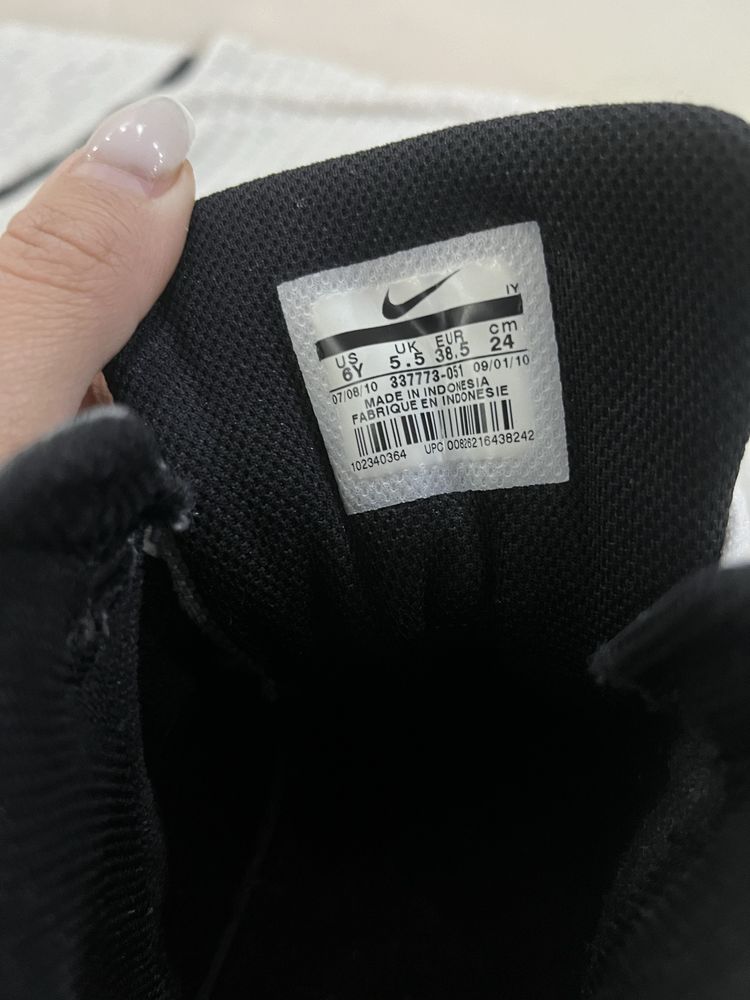 IY
US UK EUR cm
6Y 5.5 38.5 24
07/08/10 337773-051 09/01/10
MADE IN INDONESIA
FABRIQUE EN INDONESIE
102340364 UPC 00826216438242